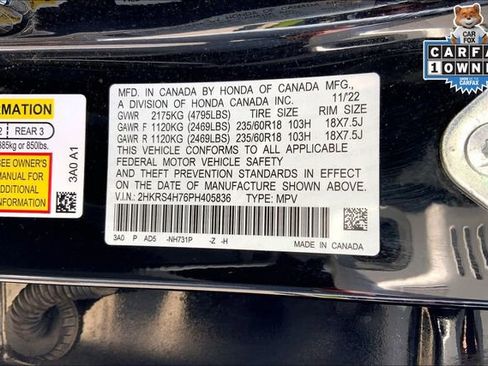 CAR
FOX
CARFAX
1 OWNER
MFD. IN CANADA BY HONDA OF CANADA MFG.,
A DIVISION OF HONDA CANADA INC. 11/22
GVWR 2175KG (4795LBS) TIRE SIZE RIM SIZE
GAWR F 1120KG (2469LBS) 235/60R18 103H 18X7.5J
GAWR R 1120KG (2469LBS) 235/60R18 103H 18X7.5J
THIS VEHICLE CONFORMS TO ALL APPLICABLE
FEDERAL MOTOR VEHICLE SAFETY
AND THEFT PREVENTION STANDARDS IN EFFECT
ON THE DATE OF MANUFACTURE SHOWN ABOVE.
V.I.N.: 2HKRS4H76PH405836 TYPE: MPV
3A0 P AD5 -NH731P -Z -H
MADE IN CANADA
ORMATION
2 REAR 3
385kg or 850lbs.
SEE OWNER'S
MANUAL FOR
ADDITIONAL
INFORMATION
3A0 A1